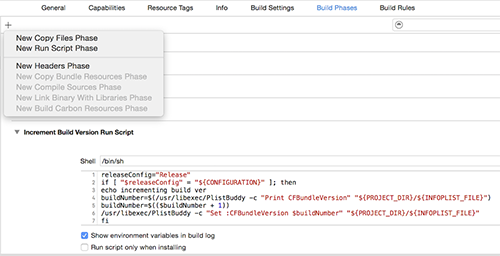 General Capabilities Resource Tags Info Build Settings Build Phases Build Rules
New Copy Files Phase
New Run Script Phase
New Headers Phase
New Copy Bundle Resources Phase
New Compile Sources Phase
New Link Binary With Libraries Phase
New Build Carbon Resources Phase
Increment Build Version Run Script
Shell /bin/sh
1 releaseConfig="Release"
2 if [ "$releaseConfig" = "${CONFIGURATION}" ]; then
3 echo incrementing build ver
4 buildNumber=$(/usr/libexec/PlistBuddy -c "Print CFBundleVersion" "${PROJECT_DIR}/${INFOPLIST_FILE}")
5 buildNumber=$(($buildNumber + 1))
6 /usr/libexec/PlistBuddy -c "Set :CFBundleVersion $buildNumber" "${PROJECT_DIR}/${INFOPLIST_FILE}"
7 fi
Show environment variables in build log
Run script only when installing